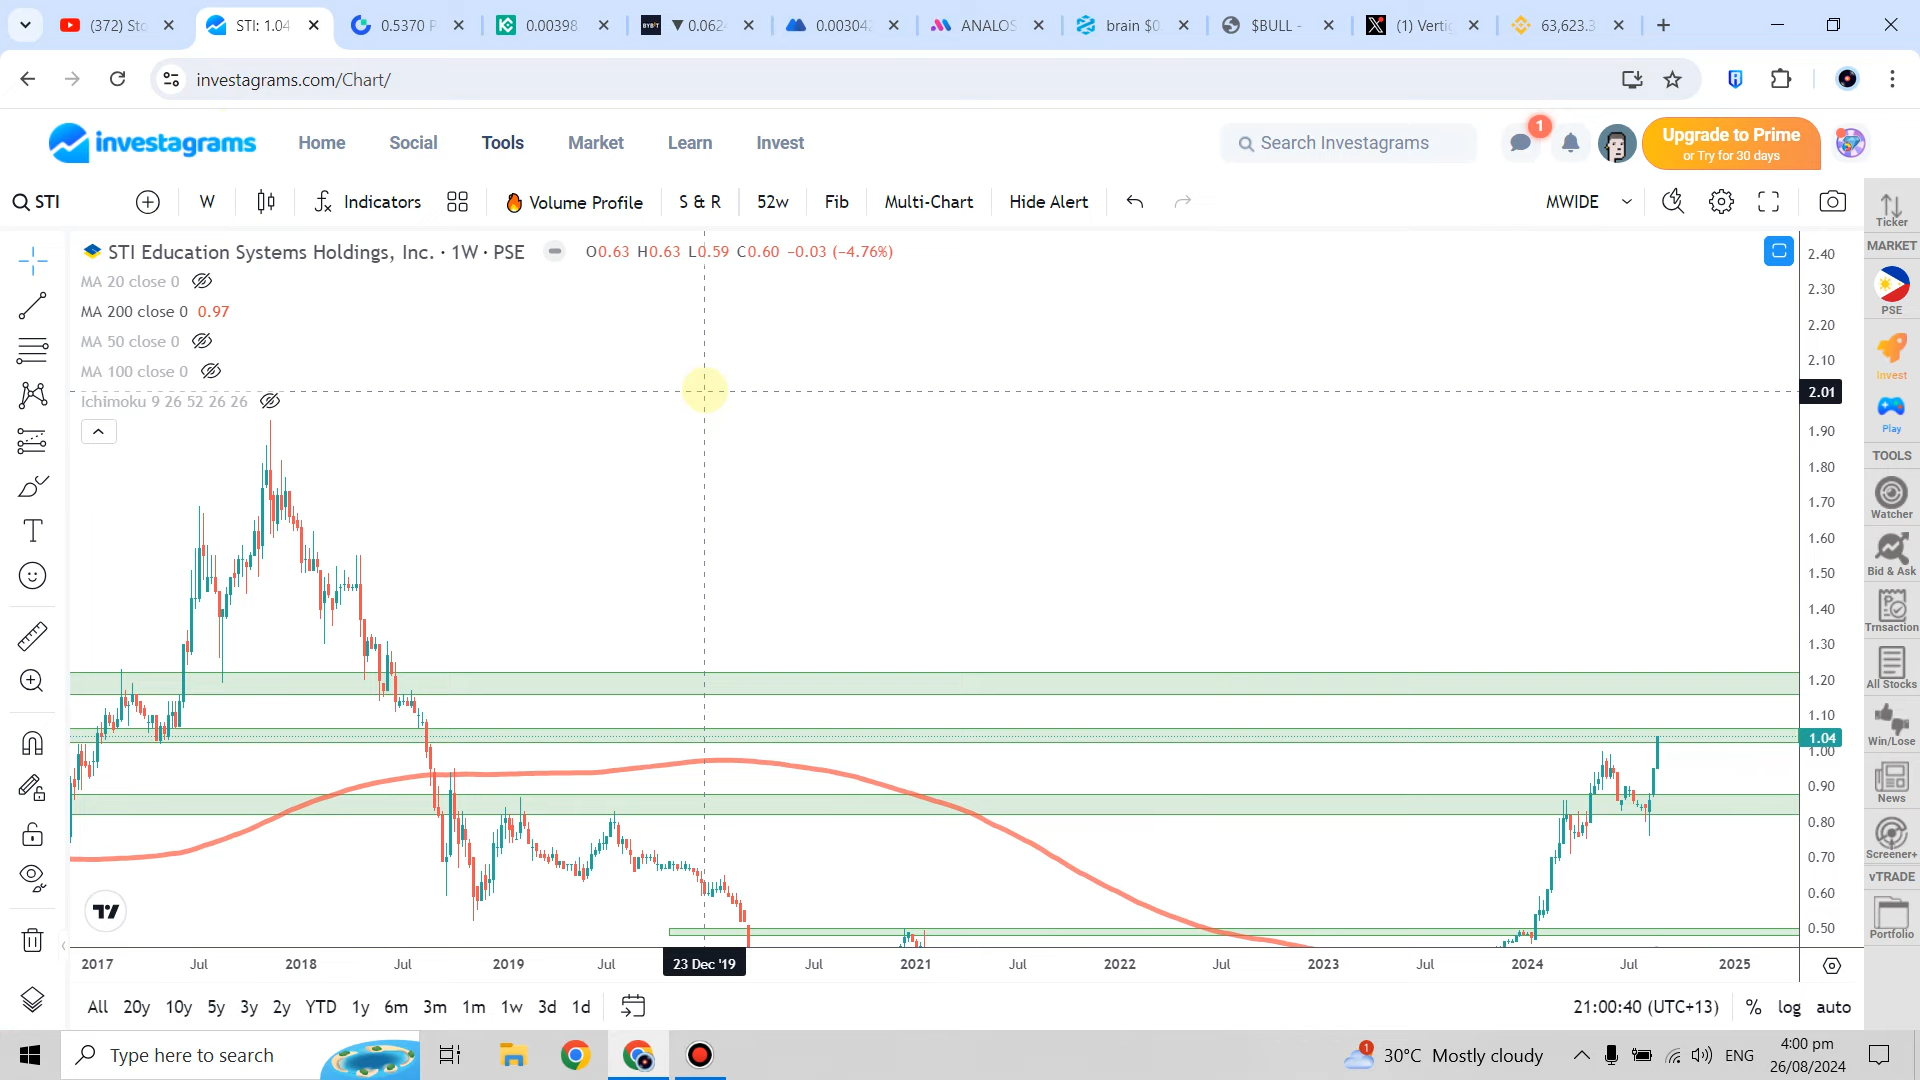 (372) Sto
STI: 1.04
0.5370 P
0.00398
BYBIT ▼ 0.0624
0.003042
ANALOS
brain $0
$BULL -
(1) Verti
63,623.3
investagrams.com/Chart/
investagrams
Home
Social
Tools
Market
Learn
Invest
Search Investagrams
1
Upgrade to Prime
or Try for 30 days
STI
W
Indicators
Volume Profile
S & R
52w
Fib
Multi-Chart
Hide Alert
MWIDE
STI Education Systems Holdings, Inc. · 1W · PSE
O0.63 H0.63 L0.59 C0.60 −0.03 (−4.76%)
MA 20 close 0
MA 200 close 0 0.97
MA 50 close 0
MA 100 close 0
Ichimoku 9 26 52 26 26
2.40
2.30
2.20
2.10
2.01
1.90
1.80
1.70
1.60
1.50
1.40
1.30
1.20
1.10
1.04
1.00
0.90
0.80
0.70
0.60
0.50
2017
Jul
2018
Jul
2019
Jul
23 Dec '19
Jul
2021
Jul
2022
Jul
2023
Jul
2024
Jul
2025
All
20y
10y
5y
3y
2y
YTD
1y
6m
3m
1m
1w
3d
1d
21:00:40 (UTC+13)
%
log
auto
Ticker
MARKET
PSE
Invest
Play
TOOLS
Watcher
Bid & Ask
Trnsaction
All Stocks
Win/Lose
News
Screener+
vTRADE
Portfolio
Type here to search
1
30°C Mostly cloudy
ENG
4:00 pm
26/08/2024